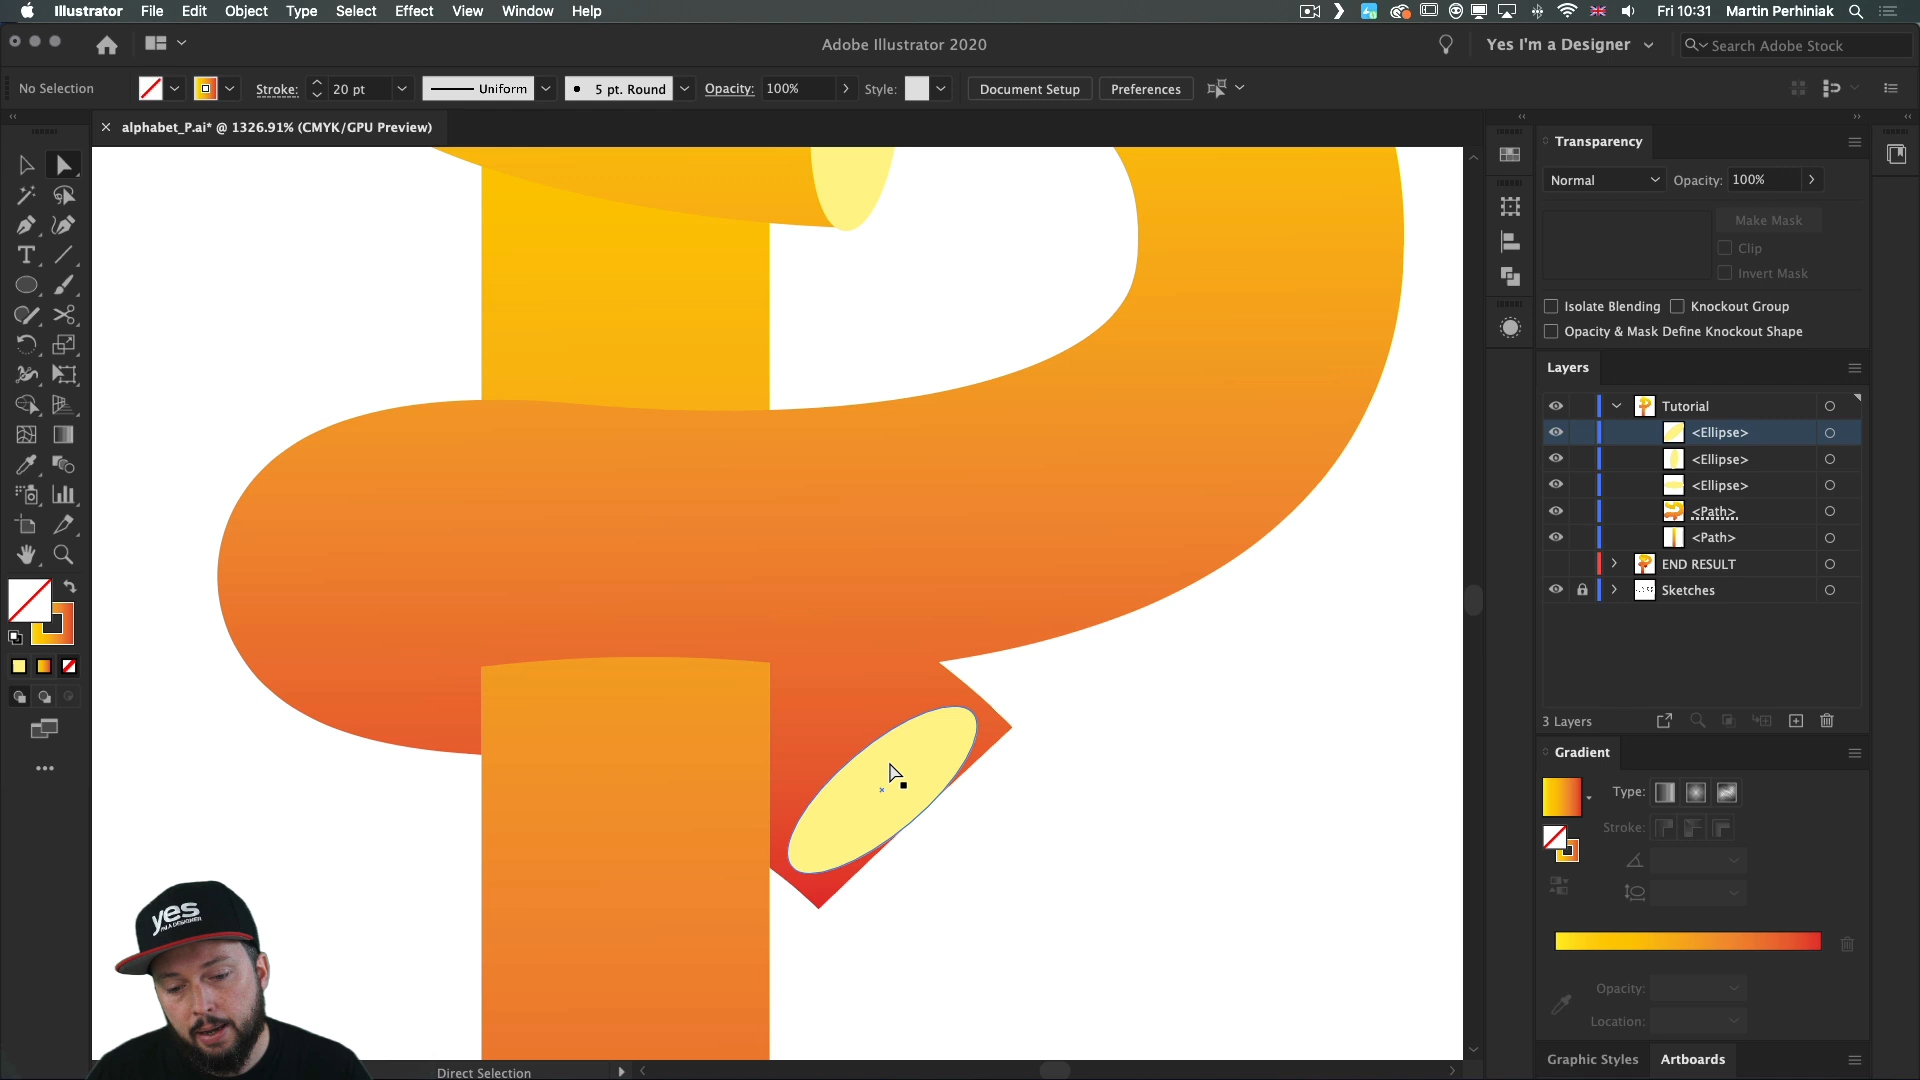 Illustrator File Edit Object Type Select Effect View Window Help
Fri 10:31 Martin Perhiniak
Adobe Illustrator 2020
Yes I'm a Designer
Search Adobe Stock
No Selection
Stroke: 20 pt
Uniform
5 pt. Round
Opacity: 100%
Style:
Document Setup
Preferences
alphabet_P.ai* @ 1326.91% (CMYK/GPU Preview)
Transparency
Normal
Opacity: 100%
Make Mask
Clip
Invert Mask
Isolate Blending
Knockout Group
Opacity & Mask Define Knockout Shape
Layers
Tutorial
<Ellipse>
<Ellipse>
<Ellipse>
<Path>
<Path>
END RESULT
Sketches
3 Layers
Gradient
Type:
Stroke:
Opacity:
Location:
Graphic Styles
Artboards
Direct Selection
yes
I'M A DESIGNER